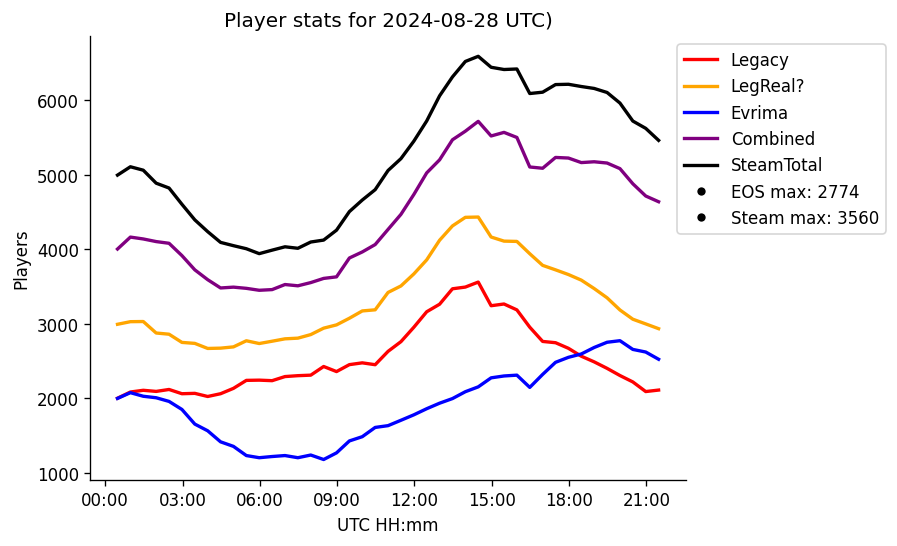 Player stats for 2024-08-28 UTC)
Legacy
LegReal?
Evrima
Combined
SteamTotal
EOS max: 2774
Steam max: 3560
Players
6000
5000
4000
3000
2000
1000
00:00 03:00 06:00 09:00 12:00 15:00 18:00 21:00
UTC HH:mm